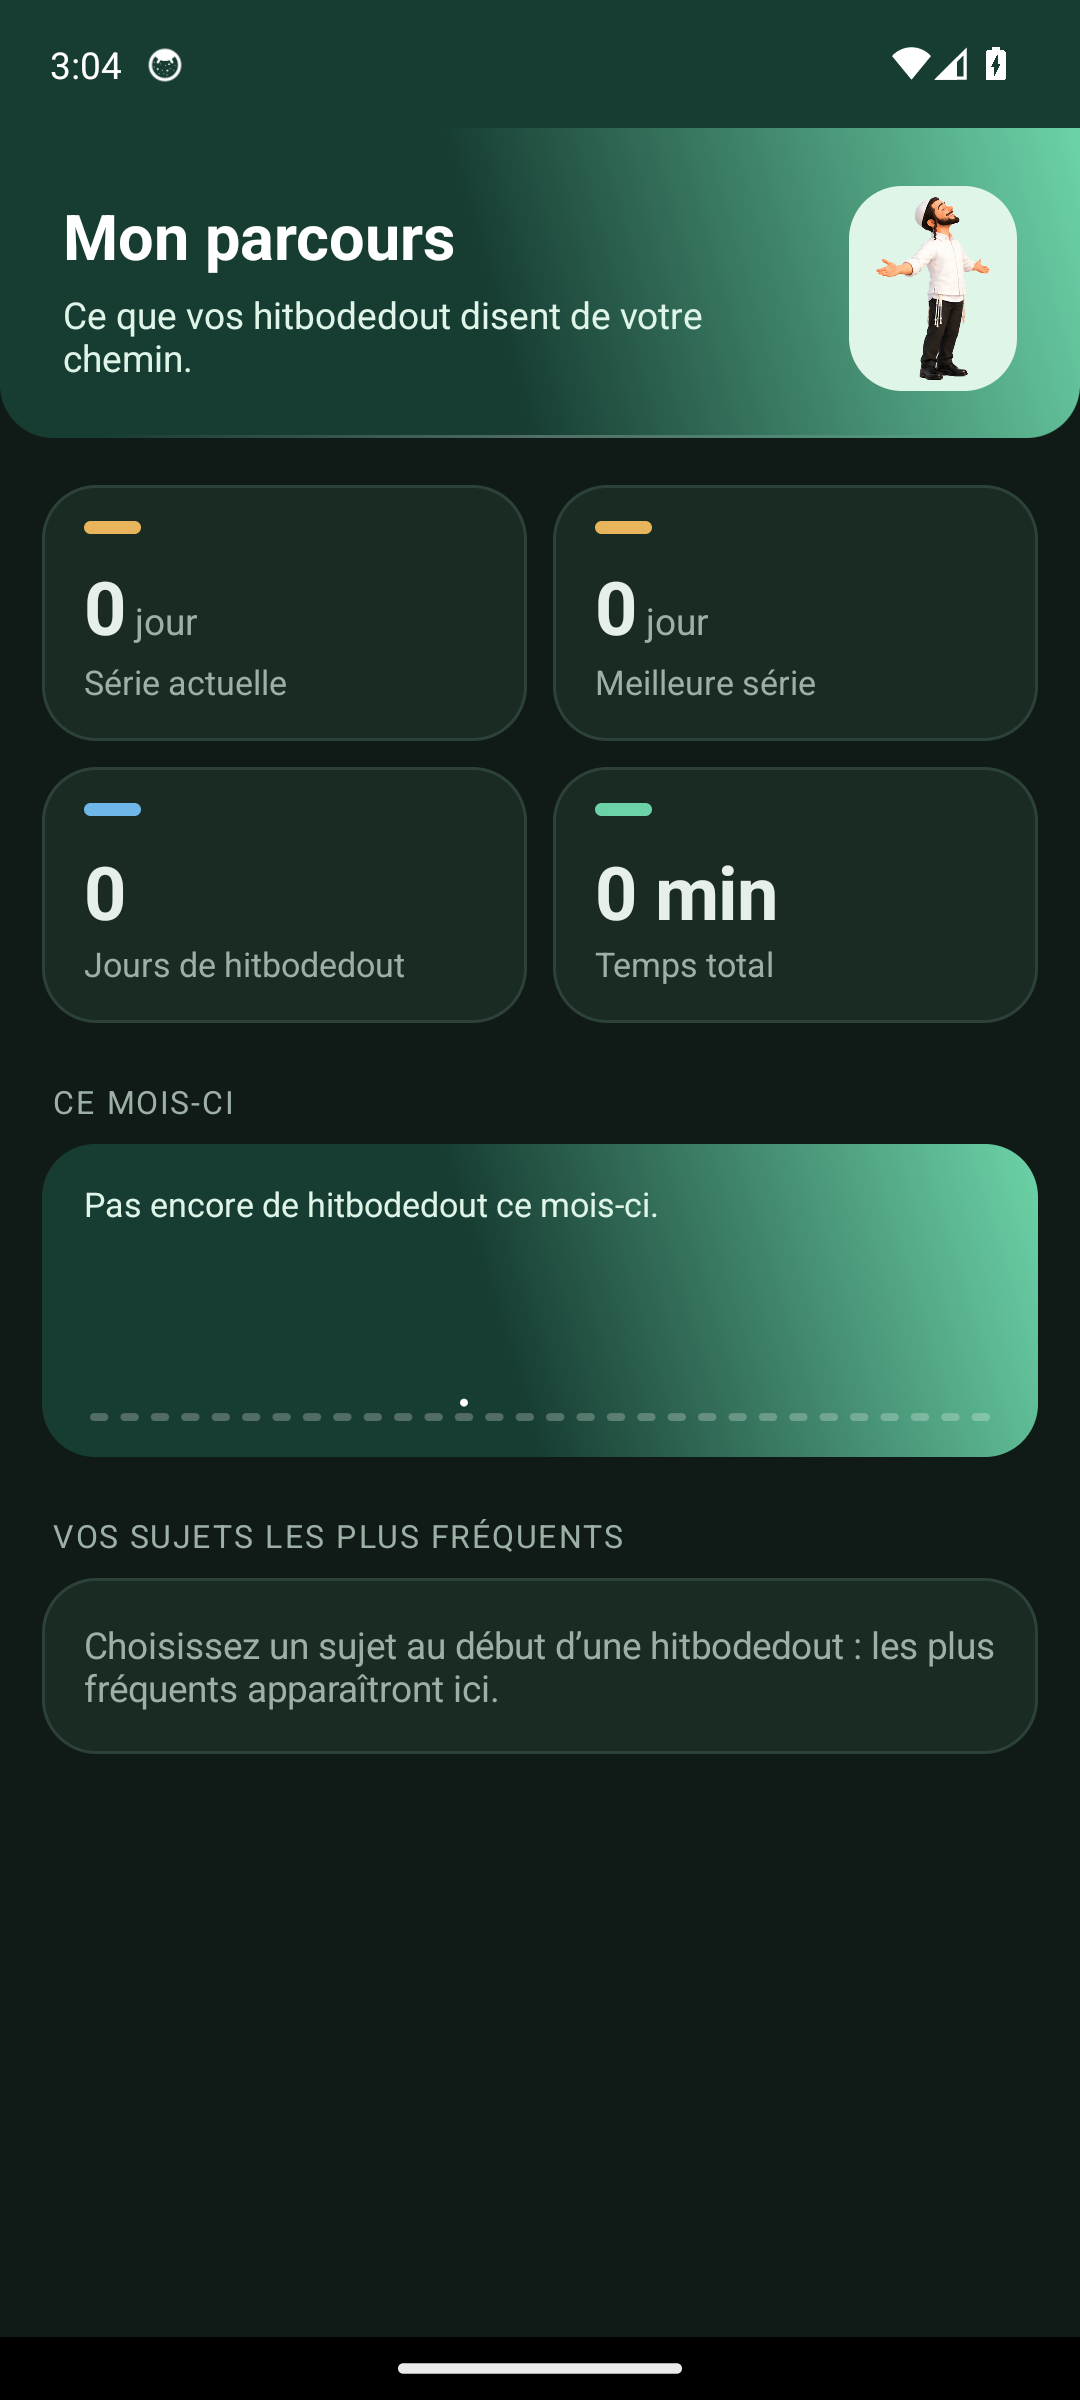 3:04
Mon parcours
Ce que vos hitbodedout disent de votre
chemin.
0 jour
Série actuelle
0 jour
Meilleure série
0
Jours de hitbodedout
0 min
Temps total
CE MOIS-CI
Pas encore de hitbodedout ce mois-ci.
VOS SUJETS LES PLUS FRÉQUENTS
Choisissez un sujet au début d’une hitbodedout : les plus
fréquents apparaîtront ici.